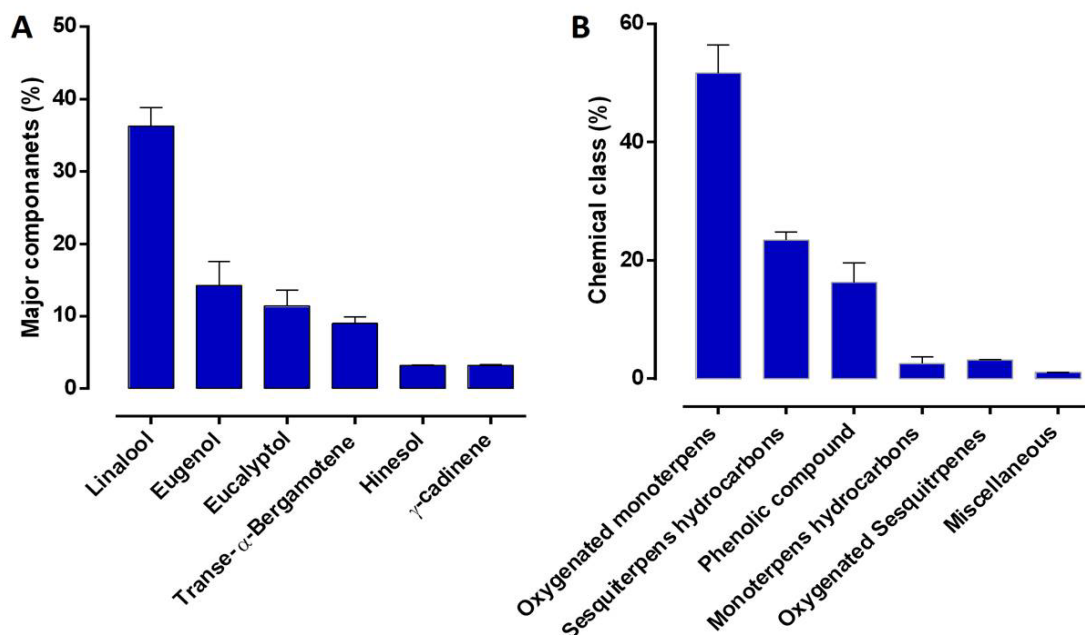 A
Major componanets (%)
50
40
30
20
10
0
Linalool
Eugenol
Eucalyptol
Transe-α-Bergamotene
Hinesol
γ-cadinene
B
Chemical class (%)
60
40
20
0
Oxygenated monoterpens
Sesquiterpens hydrocarbons
Phenolic compound
Monoterpens hydrocarbons
Oxygenated Sesquitrpenes
Miscellaneous